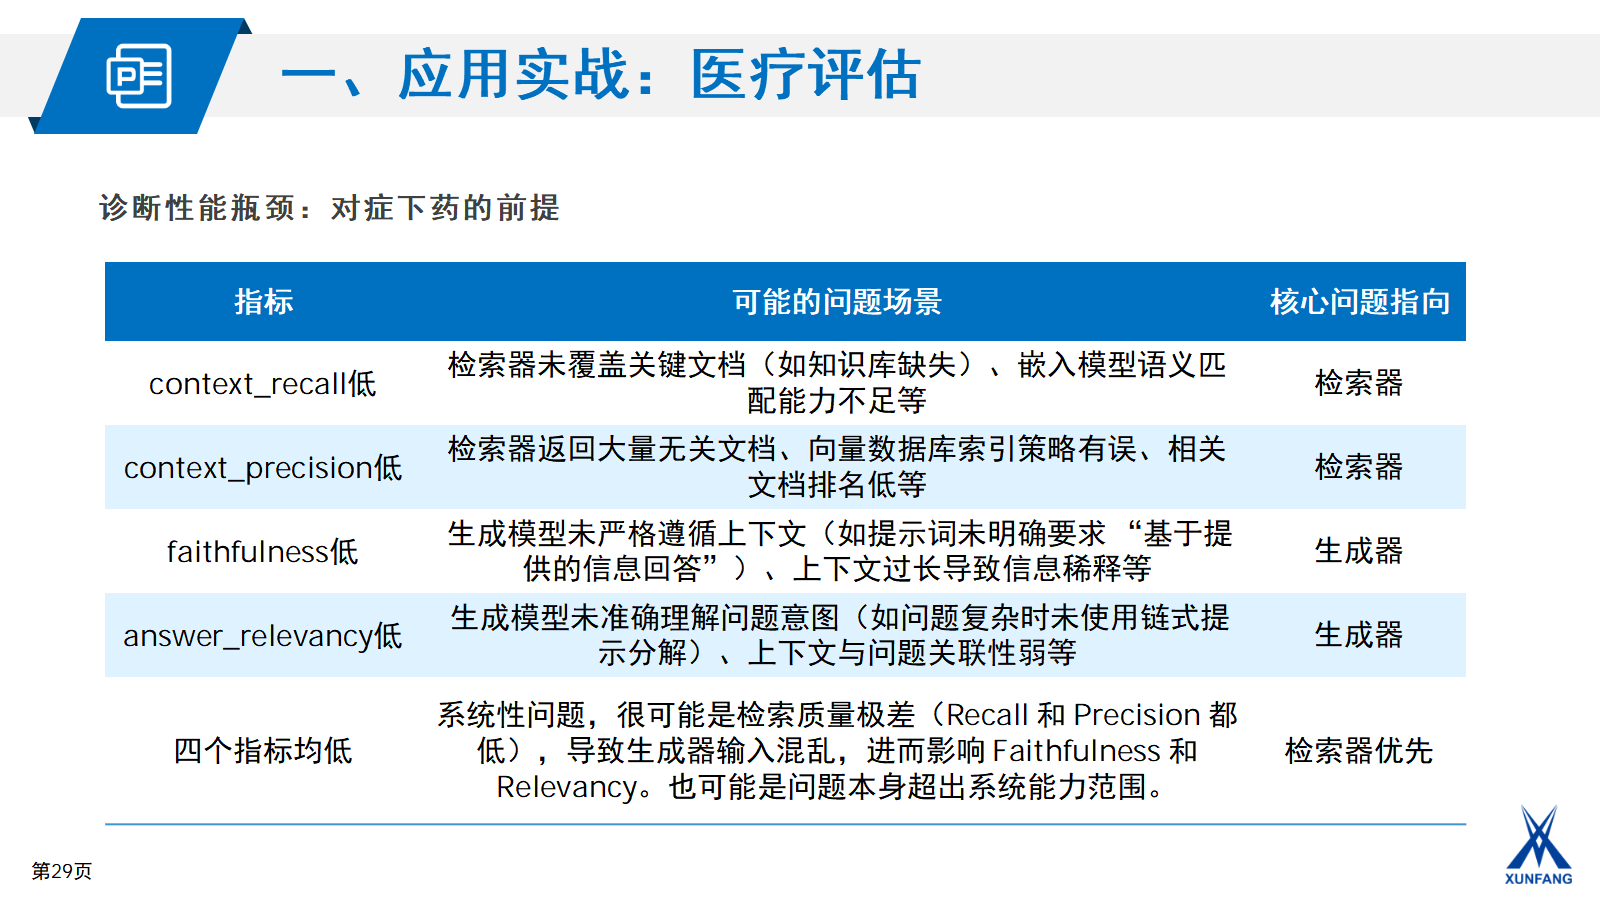 一、应用实战：医疗评估
诊断性能瓶颈：对症下药的前提
指标
可能的问题场景
核心问题指向
context_recall低
检索器未覆盖关键文档（如知识库缺失）、嵌入模型语义匹
配能力不足等
检索器
context_precision低
检索器返回大量无关文档、向量数据库索引策略有误、相关
文档排名低等
检索器
faithfulness低
生成模型未严格遵循上下文（如提示词未明确要求 “基于提
供的信息回答” ）、上下文过长导致信息稀释等
生成器
answer_relevancy低
生成模型未准确理解问题意图（如问题复杂时未使用链式提
示分解）、上下文与问题关联性弱等
生成器
四个指标均低
系统性问题，很可能是检索质量极差（Recall 和 Precision 都
低），导致生成器输入混乱，进而影响 Faithfulness 和
Relevancy。也可能是问题本身超出系统能力范围。
检索器优先
第29页
XUNFANG